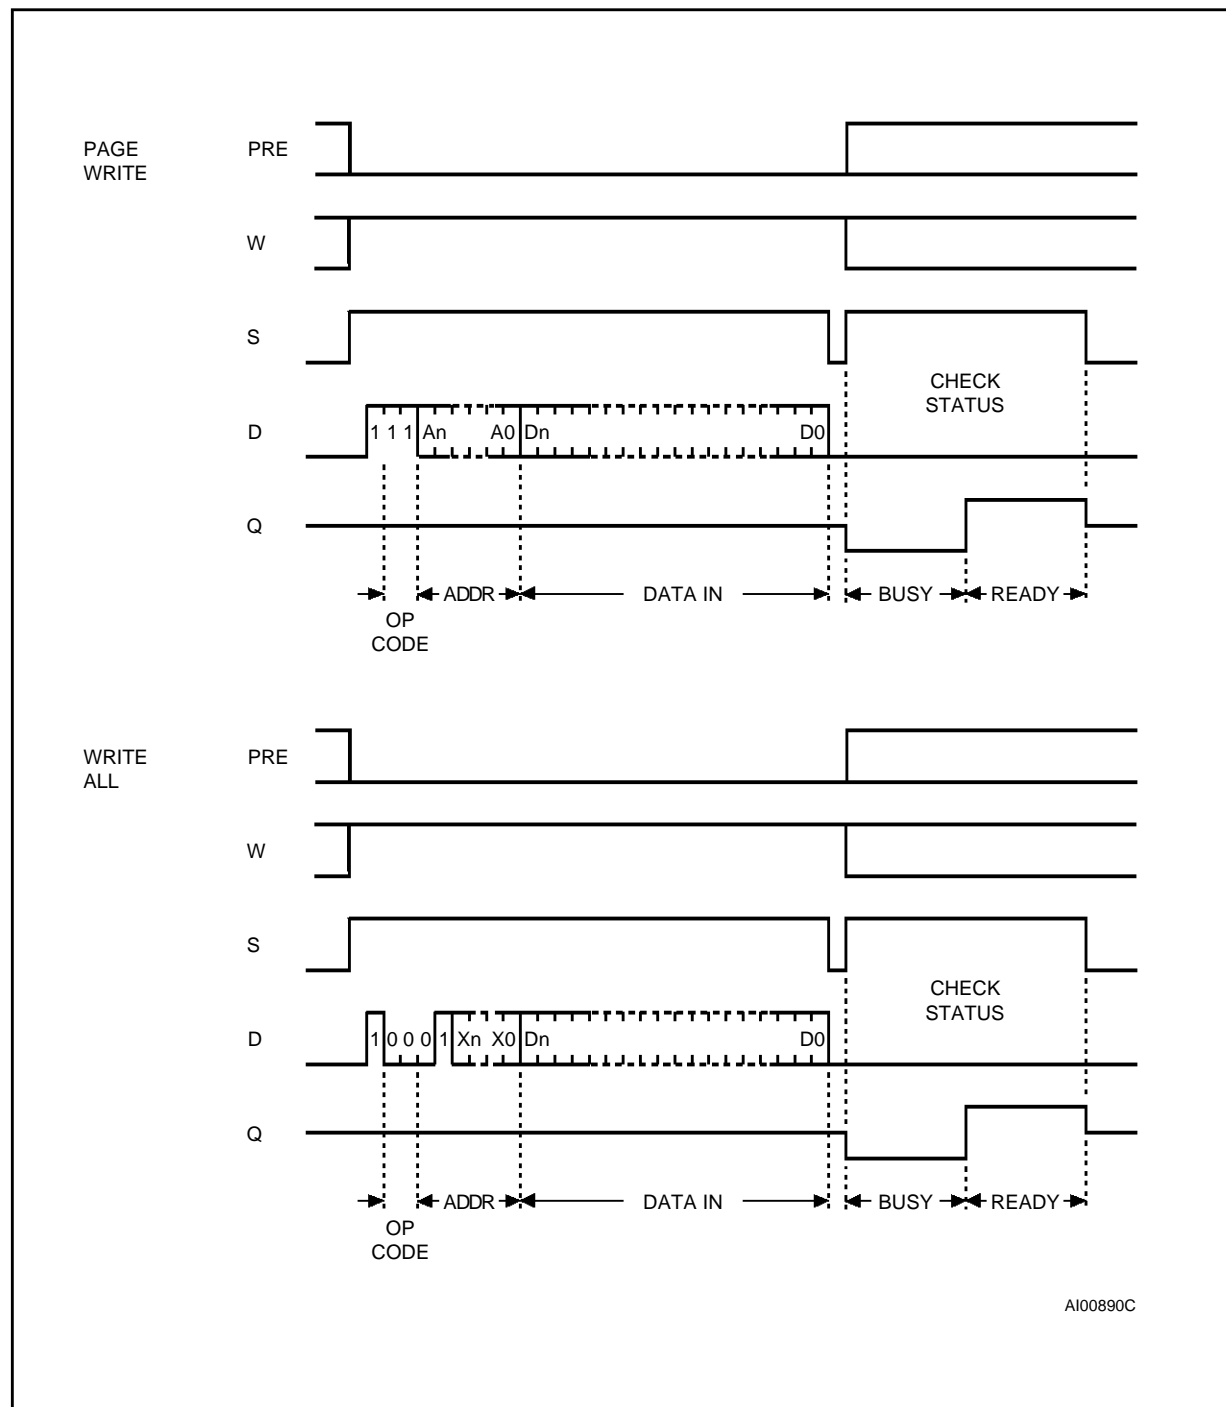 PAGE
WRITE
PRE
W
S
CHECK
STATUS
D
1 1 1 An A0 Dn D0
Q
ADDR DATA IN BUSY READY
OP
CODE
WRITE
ALL
PRE
W
S
CHECK
STATUS
D
1 0 0 0 1 Xn X0 Dn D0
Q
ADDR DATA IN BUSY READY
OP
CODE
AI00890C